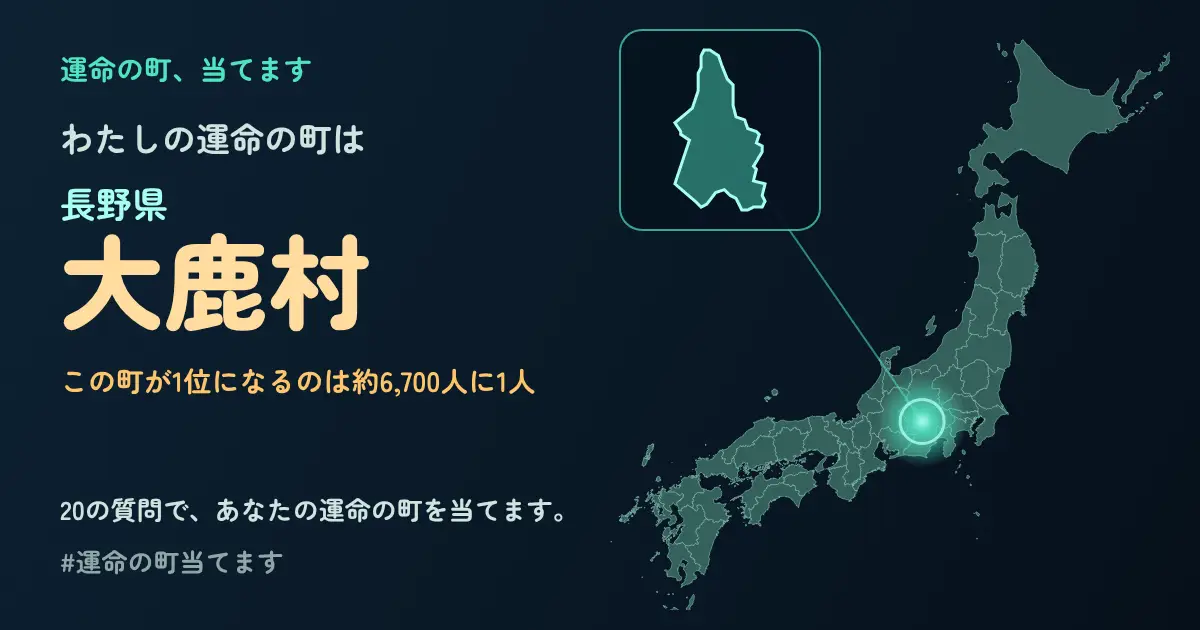 運命の町、当てます
わたしの運命の町は
長野県
大鹿村
この町が1位になるのは約6,700人に1人
20の質問で、あなたの運命の町を当てます。
#運命の町当てます